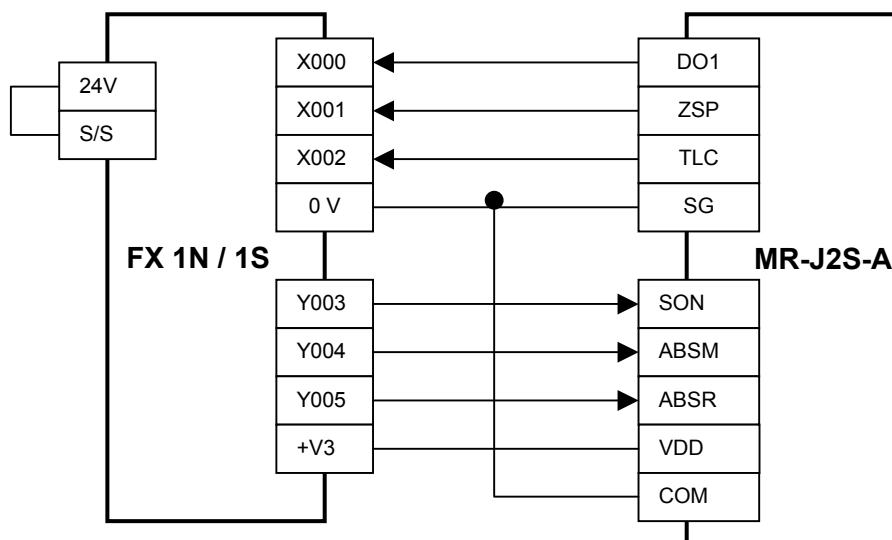 24V
S/S
FX 1N / 1S
X000
X001
X002
0 V
Y003
Y004
Y005
+V3
DO1
ZSP
TLC
SG
SON
ABSM
ABSR
VDD
COM
MR-J2S-A